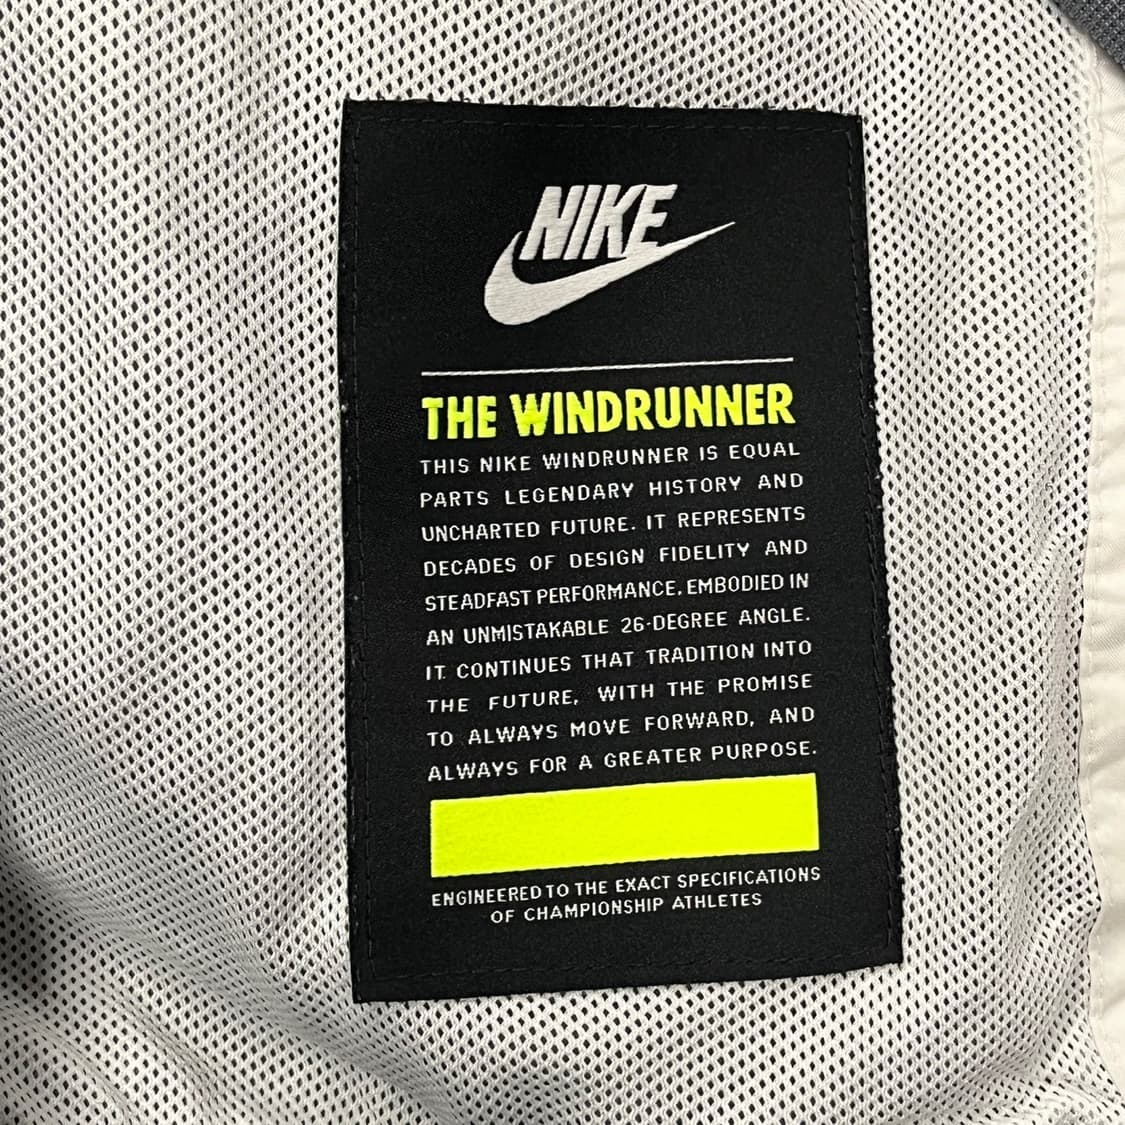 NIKE
THE WINDRUNNER
THIS NIKE WINDRUNNER IS EQUAL
PARTS LEGENDARY HISTORY AND
UNCHARTED FUTURE. IT REPRESENTS
DECADES OF DESIGN FIDELITY AND
STEADFAST PERFORMANCE, EMBODIED IN
AN UNMISTAKABLE 26-DEGREE ANGLE.
IT CONTINUES THAT TRADITION INTO
THE FUTURE, WITH THE PROMISE
TO ALWAYS MOVE FORWARD, AND
ALWAYS FOR A GREATER PURPOSE.
ENGINEERED TO THE EXACT SPECIFICATIONS
OF CHAMPIONSHIP ATHLETES